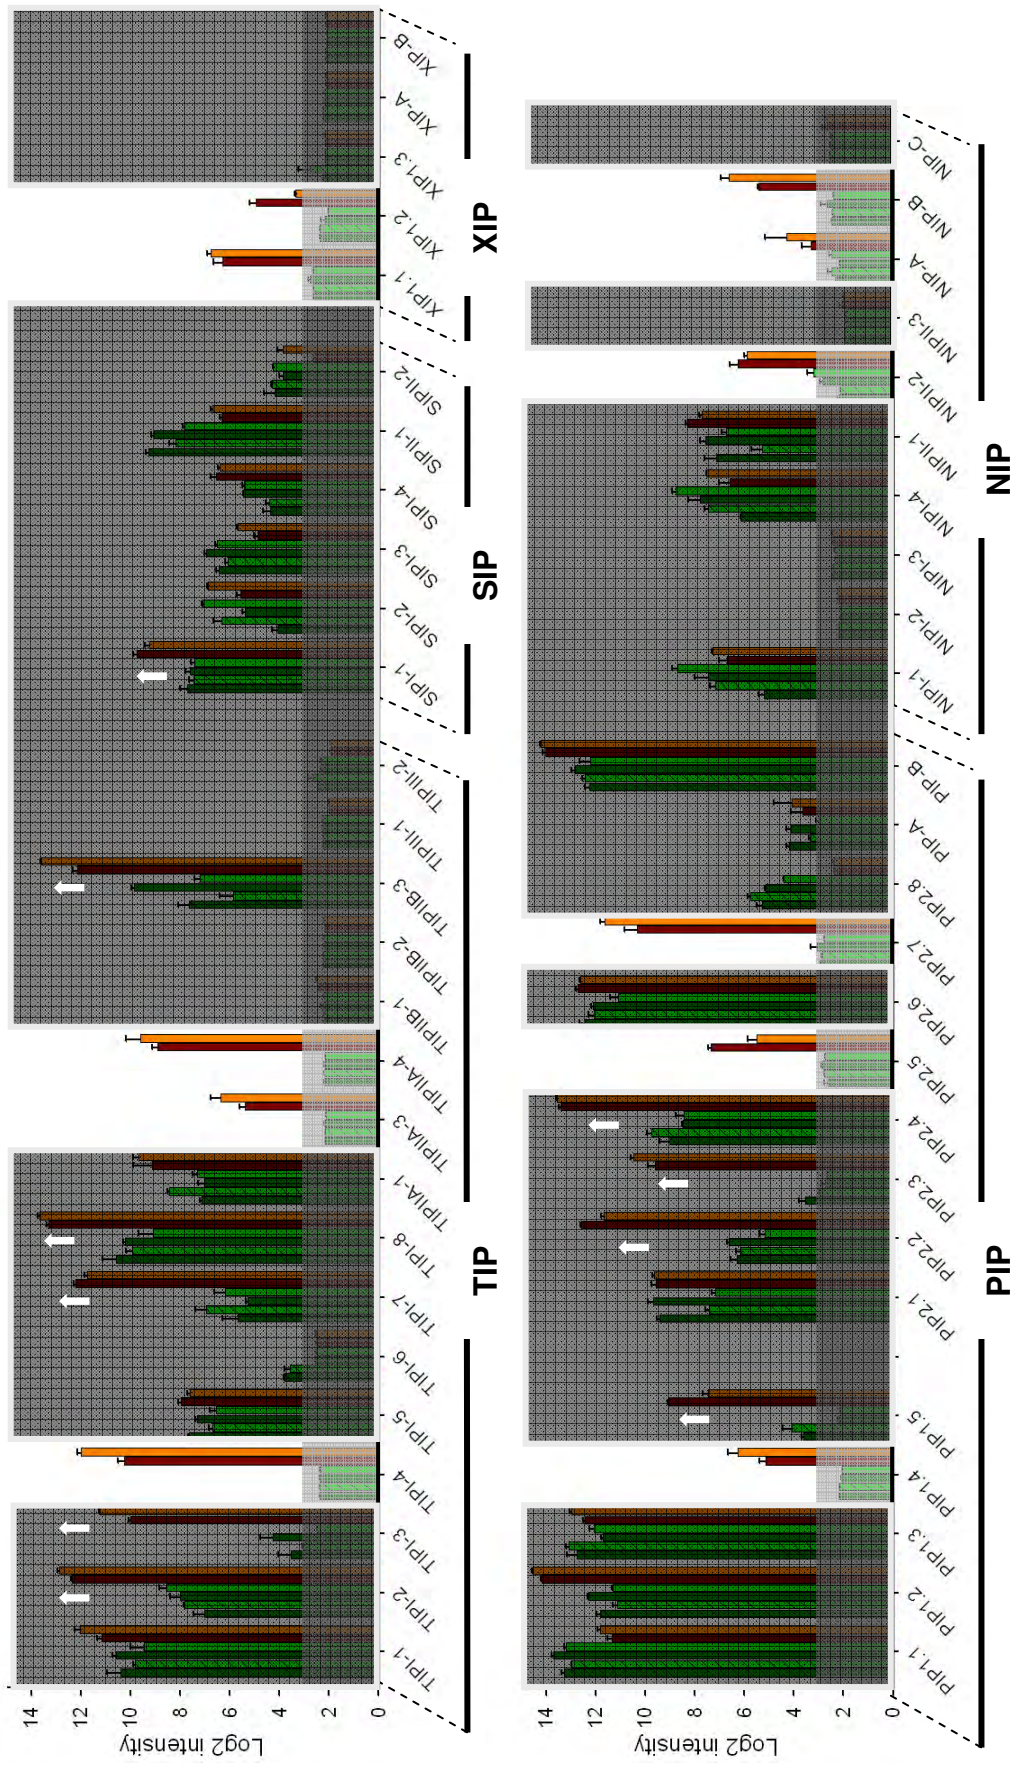 Log2 intensity
14
12
10
8
6
4
2
0
TIPI-1
TIPI-2
TIPI-3
TIPI-4
TIPI-5
TIPI-6
TIPI-7
TIPI-8
TIPIIA-1
TIPIIA-3
TIPIIA-4
TIPIIB-1
TIPIIB-2
TIPIIB-3
TIPIII-1
TIPIII-2
SIPI-1
SIPI-2
SIPI-3
SIPI-4
SIPII-1
SIPII-2
XIP1.1
XIP1.2
XIP1.3
XIP-A
XIP-B
TIP
SIP
XIP
Log2 intensity
14
12
10
8
6
4
2
0
PIP1.1
PIP1.2
PIP1.3
PIP1.4
PIP1.5
PIP2.1
PIP2.2
PIP2.3
PIP2.4
PIP2.5
PIP2.6
PIP2.7
PIP2.8
PIP-A
PIP-B
NIPI-1
NIPI-2
NIPI-3
NIPI-4
NIPII-1
NIPII-2
NIPII-3
NIP-A
NIP-B
NIP-C
PIP
NIP